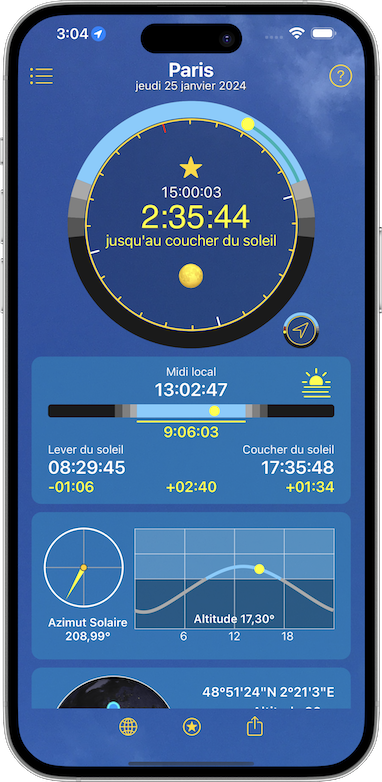 3:04
Paris
?
jeudi 25 janvier 2024
15:00:03
2:35:44
jusqu'au coucher du soleil
Midi local
13:02:47
9:06:03
Lever du soleil
Coucher du soleil
08:29:45
17:35:48
-01:06
+02:40
+01:34
Azimut Solaire
208,99°
Altitude 17,30°
6
12
18
48°51'24"N 2°21'3"E